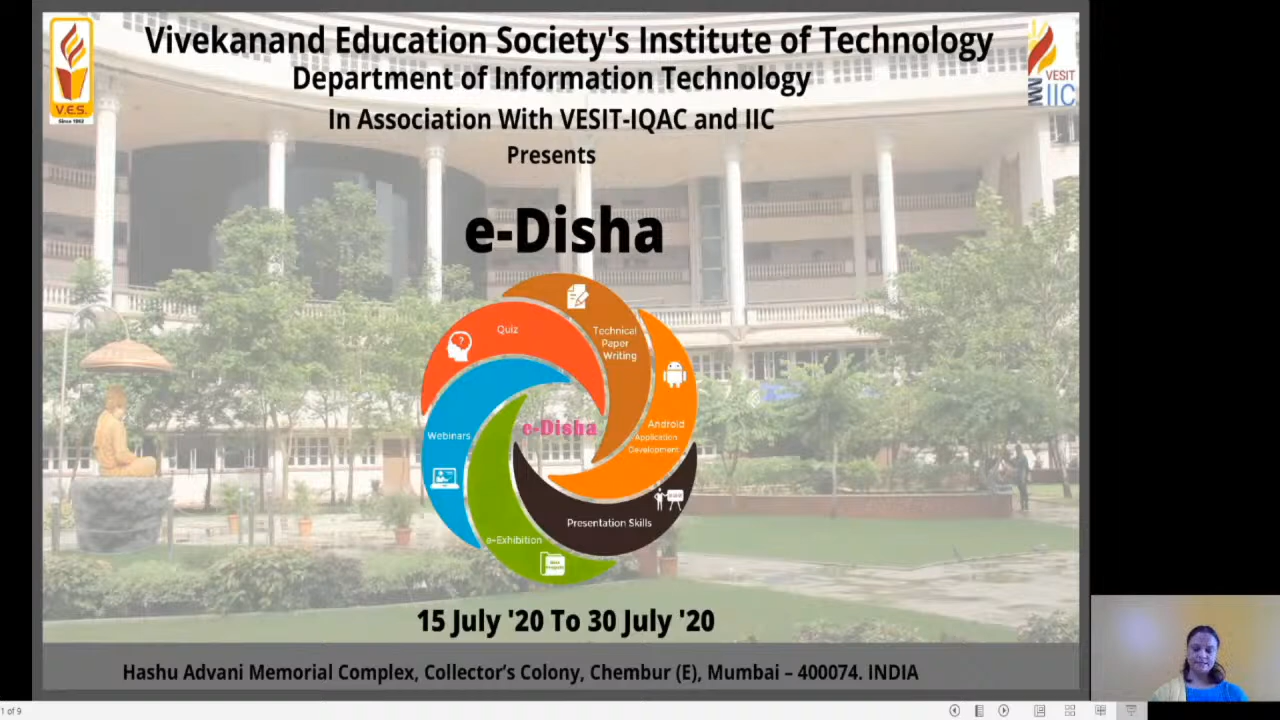 Vivekanand Education Society's Institute of Technology
Department of Information Technology
In Association With VESIT-IQAC and IIC
Presents
V.E.S.
Since 1962
VESIT
IIC
e-Disha
Quiz
Technical
Paper
Writing
Android
Application
Development
Webinars
e-Disha
Presentation Skills
e-Exhibition
15 July '20 To 30 July '20
Hashu Advani Memorial Complex, Collector's Colony, Chembur (E), Mumbai – 400074. INDIA
1 of 9